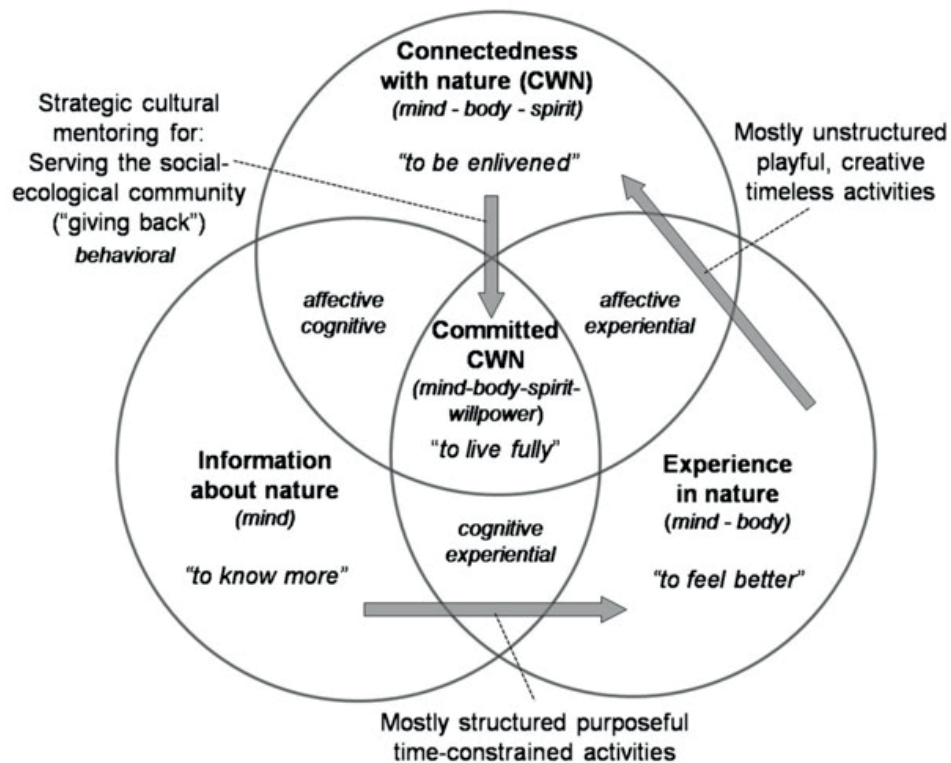 Connectedness
with nature (CWN)
(mind - body - spirit)
“to be enlivened”
Strategic cultural
mentoring for:
Serving the social-
ecological community
(“giving back”)
behavioral
Mostly unstructured
playful, creative
timeless activities
affective
cognitive
affective
experiential
Committed
CWN
(mind-body-spirit-
willpower)
“to live fully”
Information
about nature
(mind)
“to know more”
Experience
in nature
(mind - body)
“to feel better”
cognitive
experiential
Mostly structured purposeful
time-constrained activities